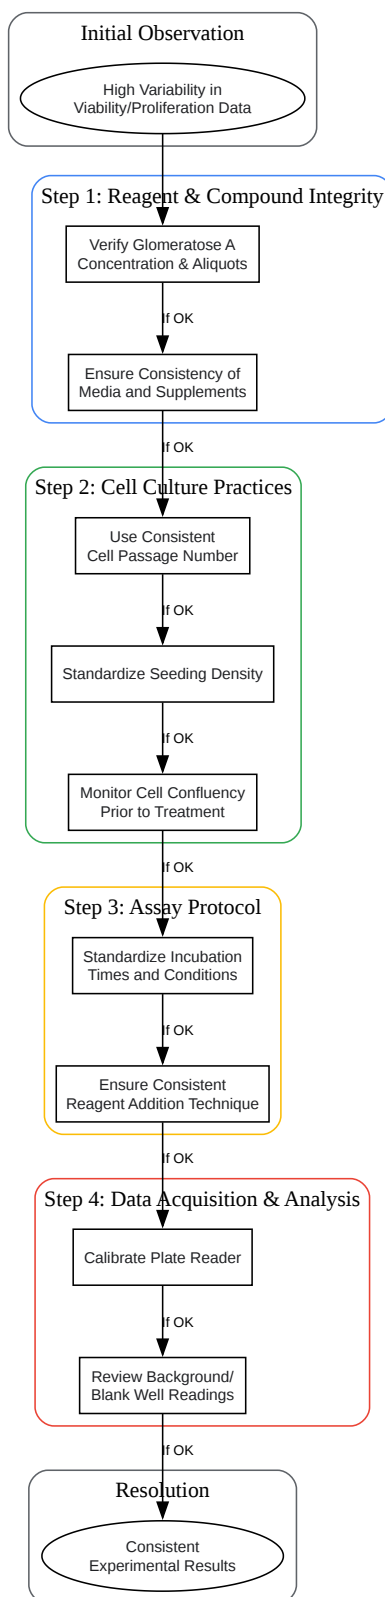 Initial Observation
High Variability in
Viability/Proliferation Data
Step 1: Reagent & Compound Integrity
Verify Glomeratose A
Concentration & Aliquots
If OK
Ensure Consistency of
Media and Supplements
If OK
Step 2: Cell Culture Practices
Use Consistent
Cell Passage Number
If OK
Standardize Seeding Density
If OK
Monitor Cell Confluency
Prior to Treatment
If OK
Step 3: Assay Protocol
Standardize Incubation
Times and Conditions
If OK
Ensure Consistent
Reagent Addition Technique
If OK
Step 4: Data Acquisition & Analysis
Calibrate Plate Reader
If OK
Review Background/
Blank Well Readings
If OK
Resolution
Consistent
Experimental Results